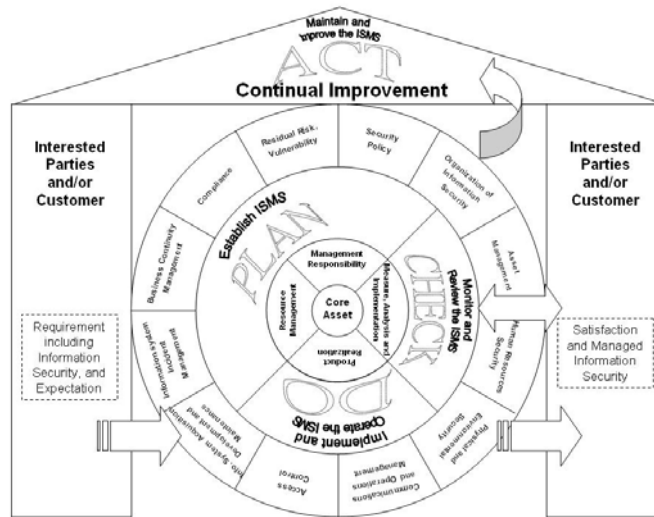 Maintain and
Improve the ISMS
ACT
Continual Improvement
Interested
Parties
and/or
Customer
Requirement
including
Information
Security, and
Expectation
Residual Risk,
Vulnerability
Security
Policy
Organization of
Information
Security
Asset
Management
Human Resources
Security
Physical and
Environmental
Security
Communications
and Operations
Management
Access
Control
Info. System Acquisition,
Development and
Maintenance
Information system
Incident
Management
Business Continuity
Management
Compliance
Establish ISMS
PLAN
Monitor and
Review the ISMS
CHECK
DO
Implement and
Operate the ISMS
Management
Responsibility
Measure, Analysis and
Implementation
Product
Realization
Resource
Management
Core
Asset
Interested
Parties
and/or
Customer
Satisfaction
and Managed
Information
Security